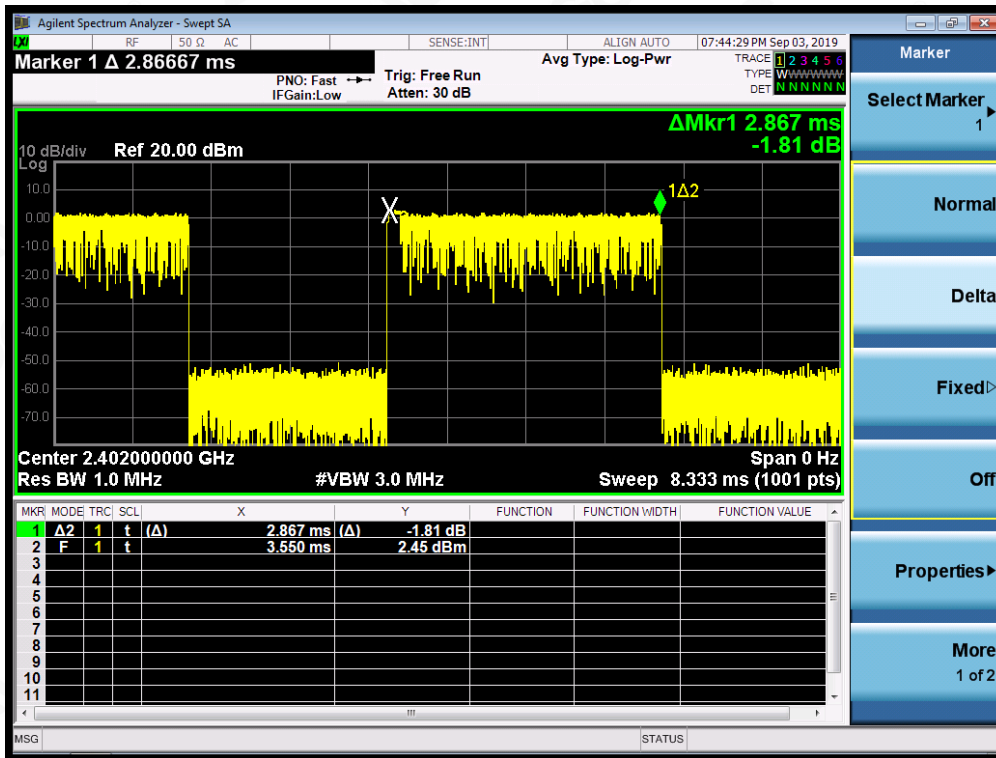 Agilent Spectrum Analyzer - Swept SA
LXI RF 50 Ω AC SENSE:INT ALIGN AUTO 07:44:29 PM Sep 03, 2019
Marker 1 Δ 2.86667 ms
PNO: Fast
IFGain:Low
Trig: Free Run
Atten: 30 dB
Avg Type: Log-Pwr
TRACE 1 2 3 4 5 6
TYPE WWWWWW
DET N N N N N N
ΔMkr1 2.867 ms
-1.81 dB
10 dB/div Ref 20.00 dBm
Log
10.0
0.00
-10.0
-20.0
-30.0
-40.0
-50.0
-60.0
-70.0
1Δ2
Center 2.402000000 GHz Span 0 Hz
Res BW 1.0 MHz #VBW 3.0 MHz Sweep 8.333 ms (1001 pts)
MKR MODE TRC SCL X Y FUNCTION FUNCTION WIDTH FUNCTION VALUE
1 Δ2 1 t (Δ) 2.867 ms (Δ) -1.81 dB
2 F 1 t 3.550 ms 2.45 dBm
3
4
5
6
7
8
9
10
11
MSG STATUS
Marker
Select Marker
1
Normal
Delta
Fixed
Off
Properties
More
1 of 2